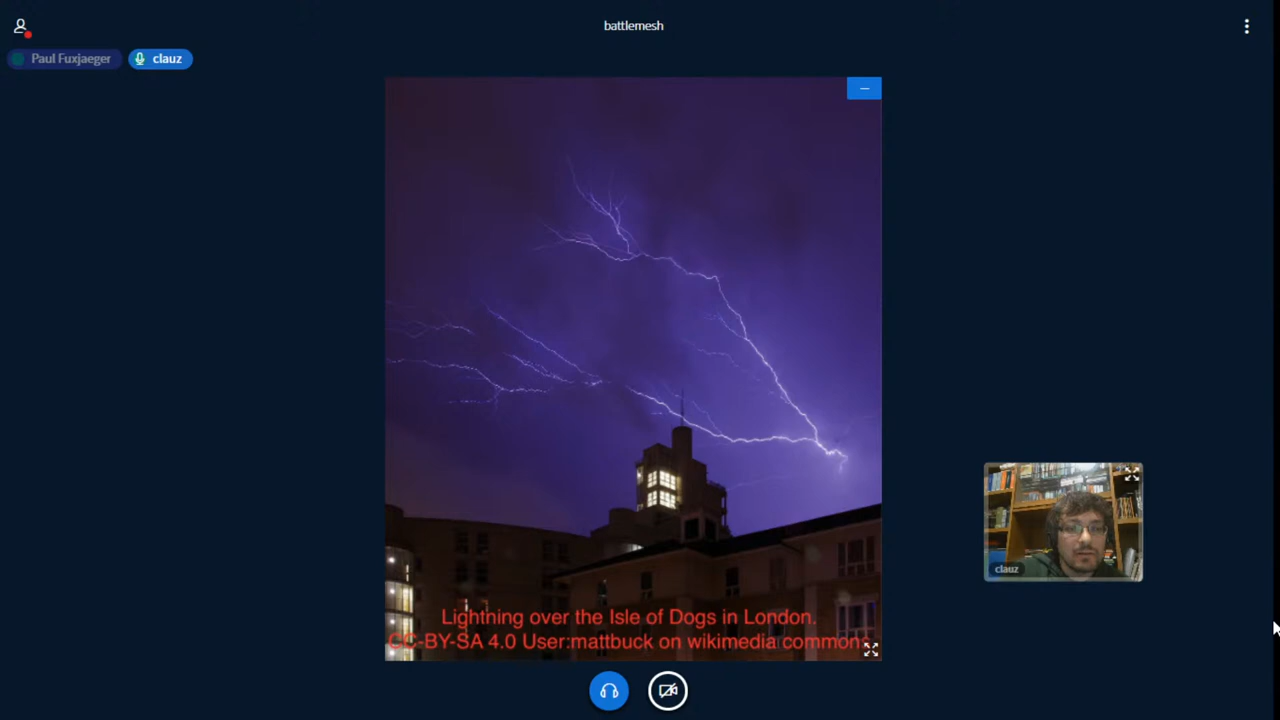 battlemesh
Paul Fuxjaeger
clauz
clauz
Lightning over the Isle of Dogs in London.
CC-BY-SA 4.0 User:mattbuck on wikimedia commons